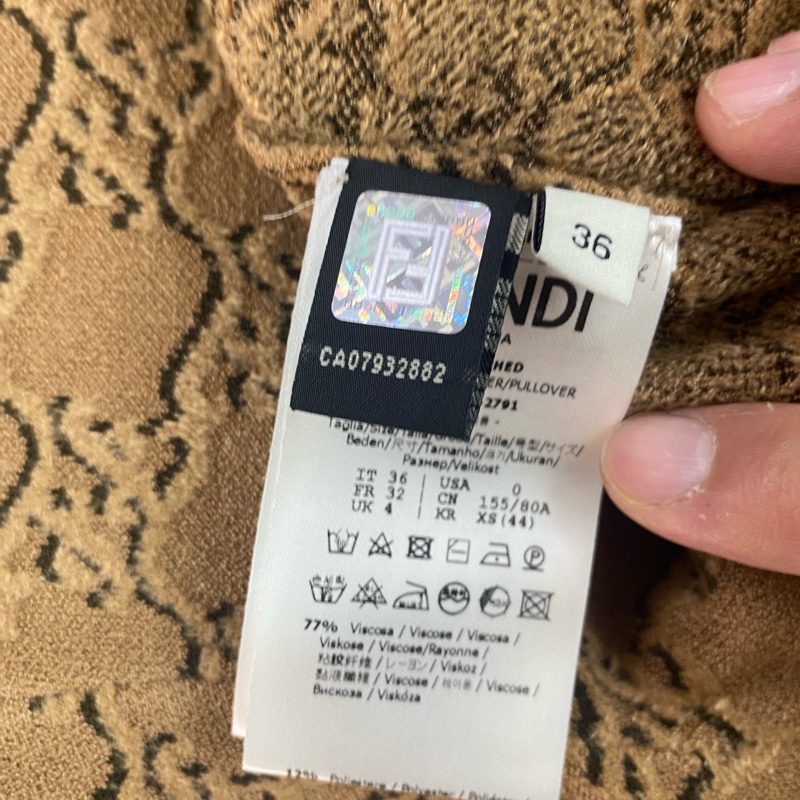 36
NDI
CA07932882
HED
ER/PULLOVER
2791
Taglia/Size/Talla/Größe/Taille/号型/サイズ/
Beden/尺寸/Tamanho/크기/Ukuran/
Размер/Velikost
IT 36 USA 0
FR 32 CN 155/80A
UK 4 KR XS(44)
77% Viscosa / Viscose / Viscosa /
Viskose / Viscose/Rayonne /
粘胶纤维 / レーヨン / Viskoz /
黏液纖維 / Viscose / 레이온 / Viscose /
Вискоза / Viskóza